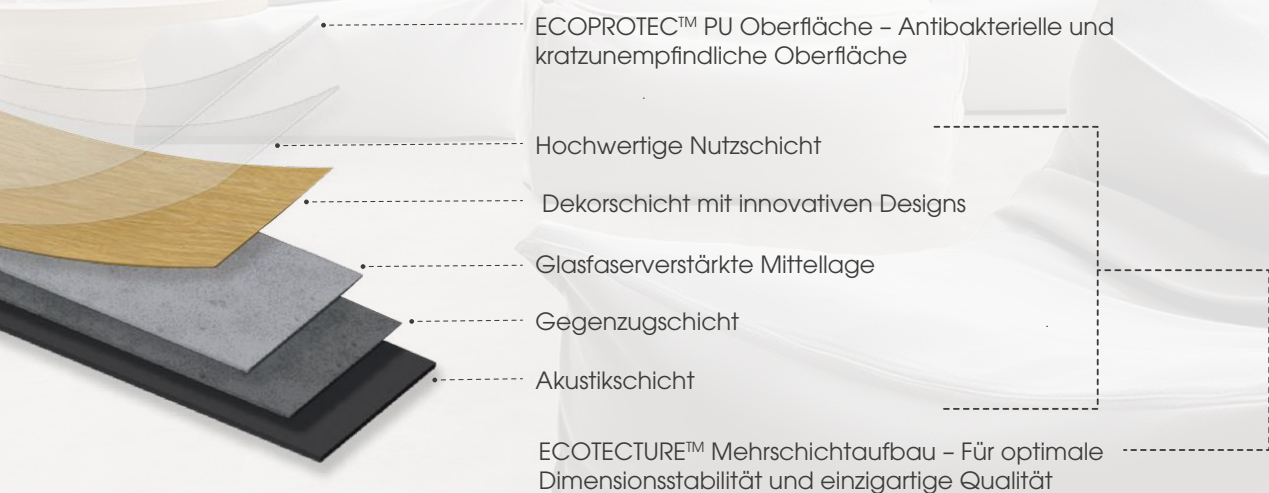 ECOPROTEC™ PU Oberfläche – Antibakterielle und
kratzunempfindliche Oberfläche
Hochwertige Nutzschicht
Dekorschicht mit innovativen Designs
Glasfaserverstärkte Mittellage
Gegenzugschicht
Akustikschicht
ECOTECTURE™ Mehrschichtaufbau – Für optimale
Dimensionsstabilität und einzigartige Qualität